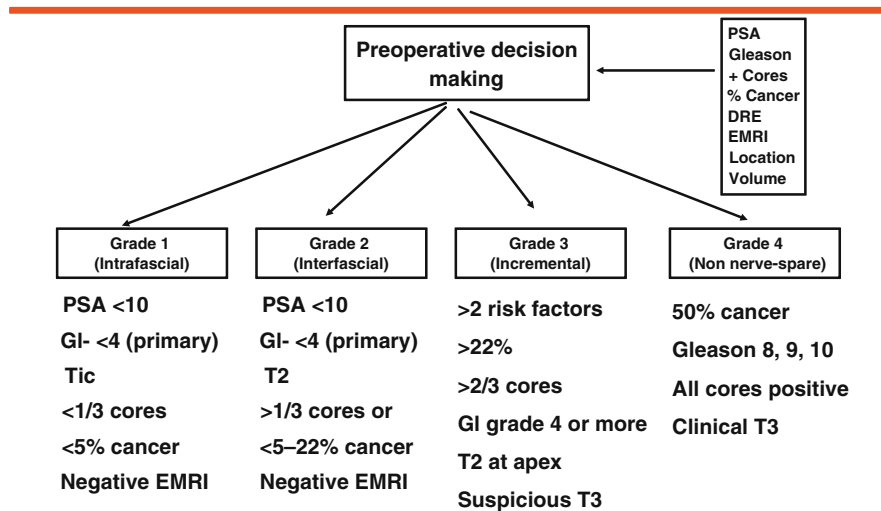 Preoperative decision
making
PSA
Gleason
+ Cores
% Cancer
DRE
EMRI
Location
Volume
Grade 1
(Intrafascial)
PSA <10
Gl- <4 (primary)
Tic
<1/3 cores
<5% cancer
Negative EMRI
Grade 2
(Interfascial)
PSA <10
Gl- <4 (primary)
T2
>1/3 cores or
<5–22% cancer
Negative EMRI
Grade 3
(Incremental)
>2 risk factors
>22%
>2/3 cores
Gl grade 4 or more
T2 at apex
Suspicious T3
Grade 4
(Non nerve-spare)
50% cancer
Gleason 8, 9, 10
All cores positive
Clinical T3